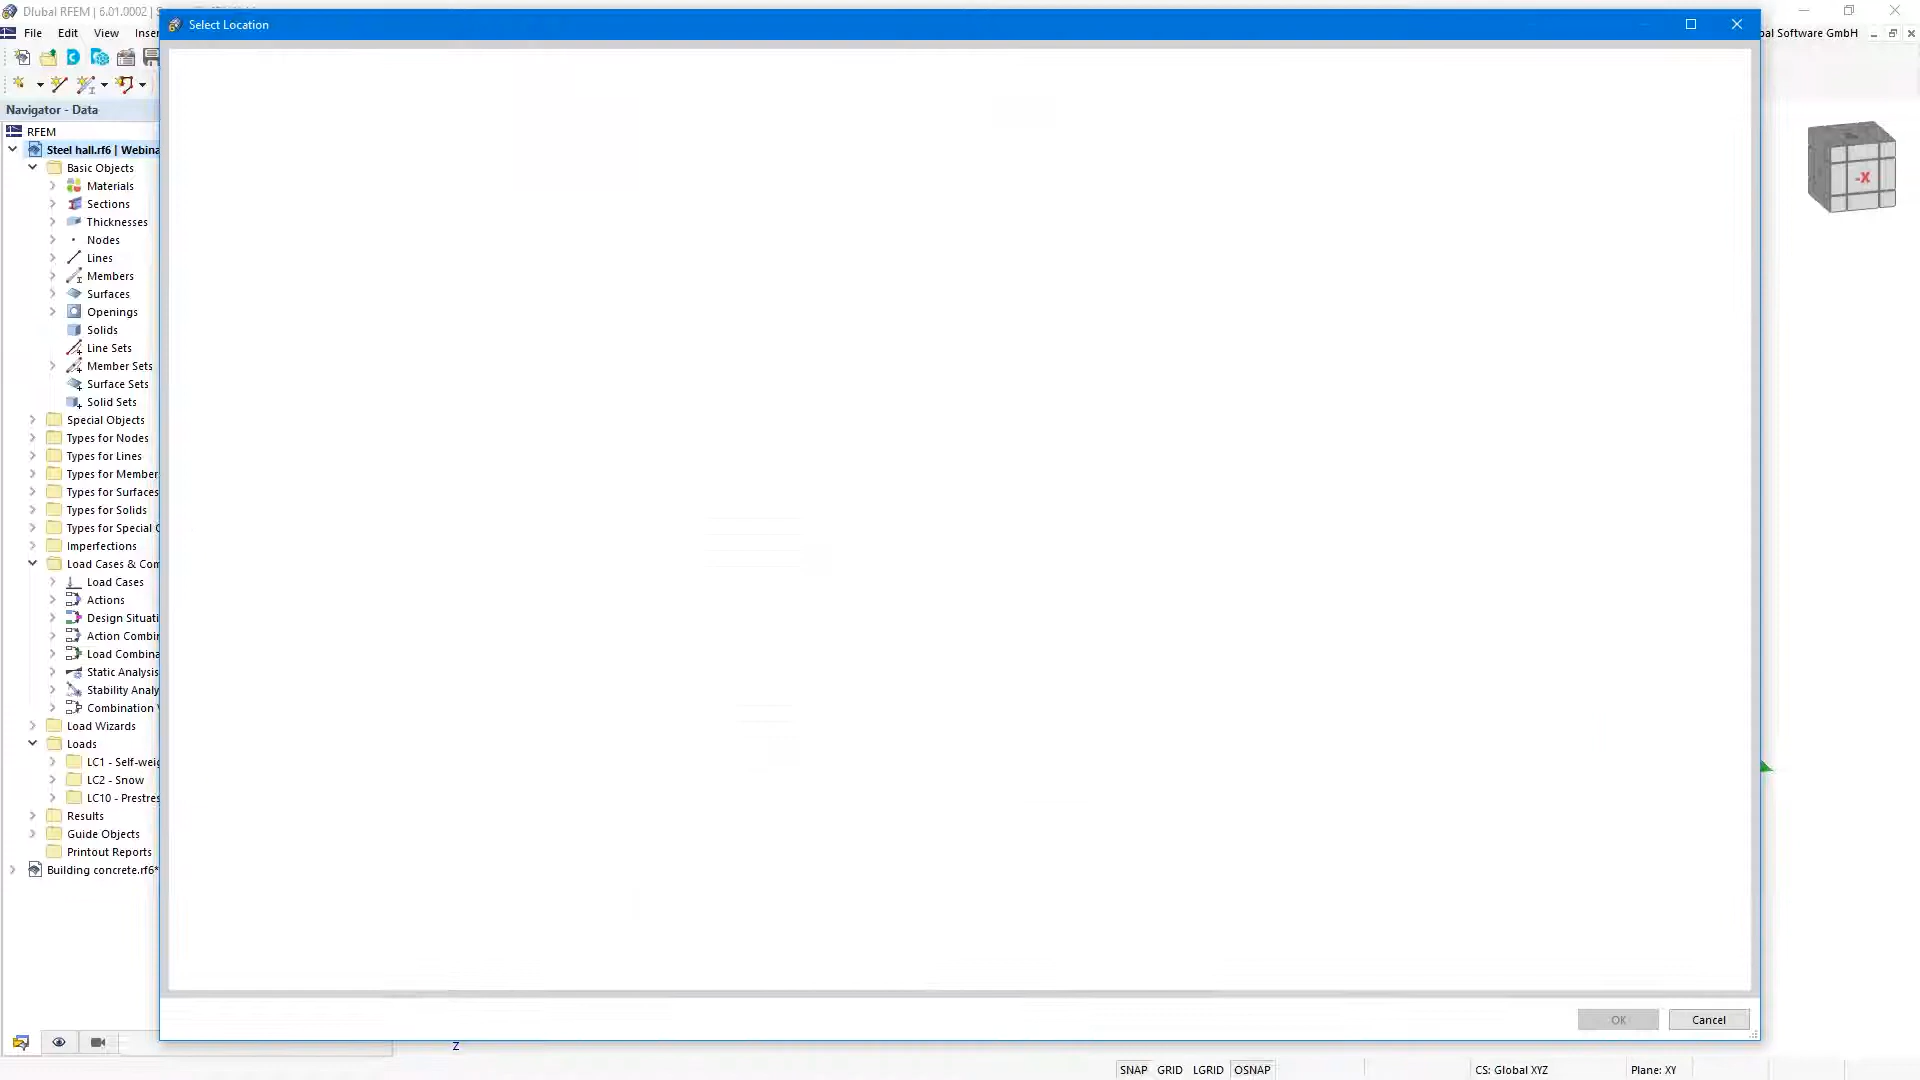 Dlubal RFEM | 6.01.0002 |
Select Location
File Edit View Inser
bal Software GmbH
Navigator - Data
RFEM
Steel hall.rf6 | Webina
Basic Objects
Materials
Sections
Thicknesses
Nodes
Lines
Members
Surfaces
Openings
Solids
Line Sets
Member Sets
Surface Sets
Solid Sets
Special Objects
Types for Nodes
Types for Lines
Types for Member
Types for Surfaces
Types for Solids
Types for Special
Imperfections
Load Cases & Com
Load Cases
Actions
Design Situati
Action Combin
Load Combina
Static Analysis
Stability Analy
Combination
Load Wizards
Loads
LC1 - Self-weig
LC2 - Snow
LC10 - Prestres
Results
Guide Objects
Printout Reports
Building concrete.rf6*
-X
OK Cancel
Z
SNAP GRID LGRID OSNAP CS: Global XYZ Plane: XY